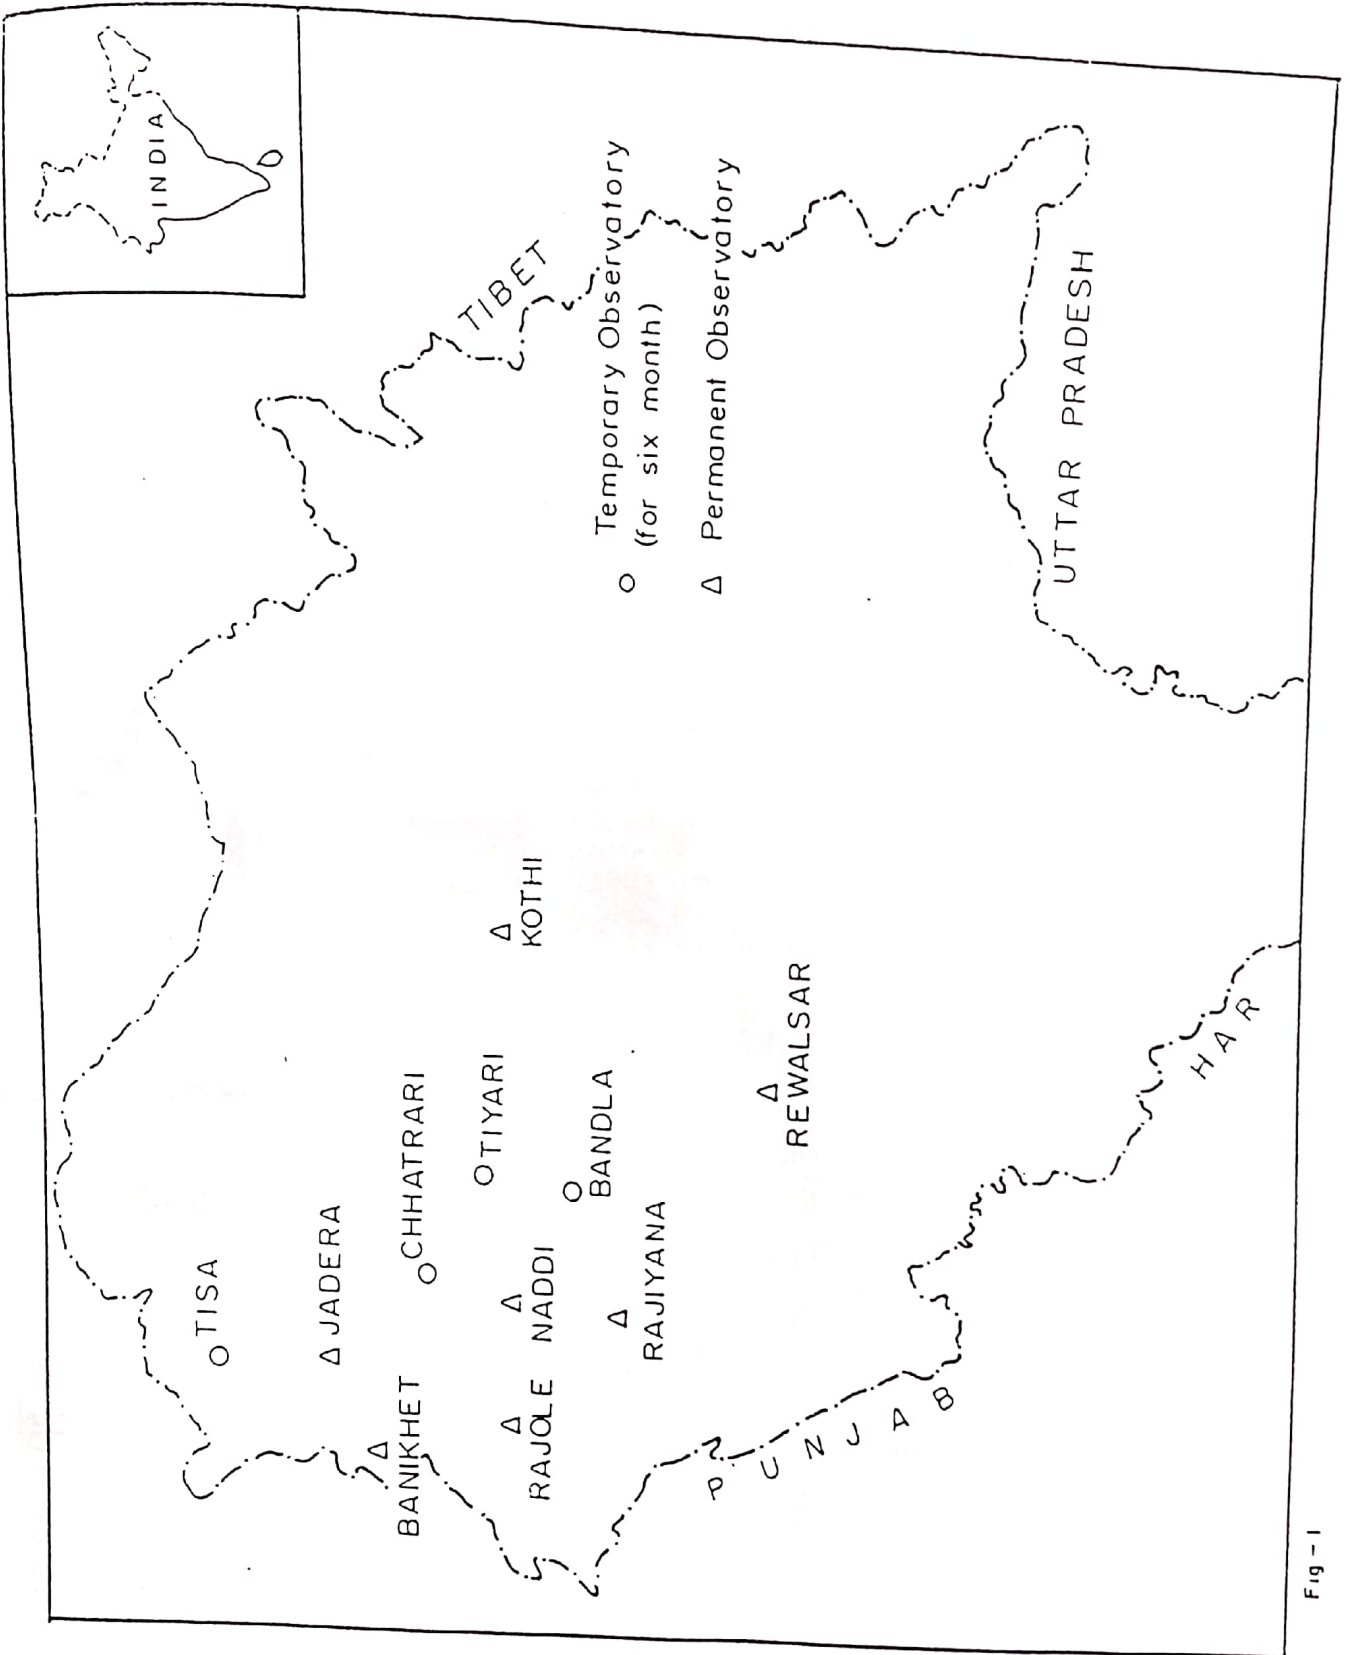 INDIA
TIBET
TISA
JADERA
BANIKHET
CHHATRARI
TIYARI
KOTHI
RAJOLE
NADDI
BANDLA
RAJIYANA
REWALSAR
Temporary Observatory
(for six month)
Permanent Observatory
PUNJAB
HAR
UTTAR PRADESH
Fig-1